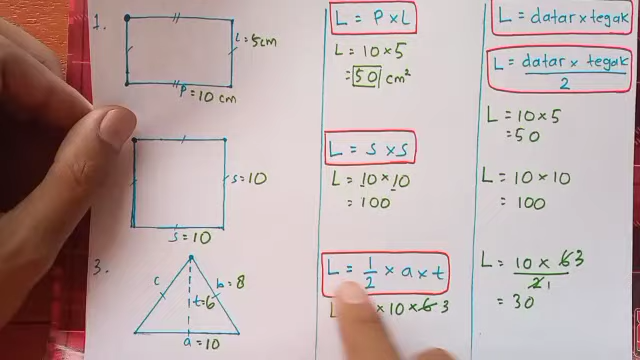 1.
L = 5cm
P = 10 cm
s = 10
s = 10
3.
c
b = 8
t = 6
a = 10
L = P x L
L = 10 x 5
= 50 cm²
L = s x s
L = 10 x 10
= 100
L = 1/2 x a x t
L x 10 x 6 3
L = datar x tegak
L = datar x tegak / 2
L = 10 x 5
= 50
L = 10 x 10
= 100
L = 10 x 6 3 / 2 1
= 30